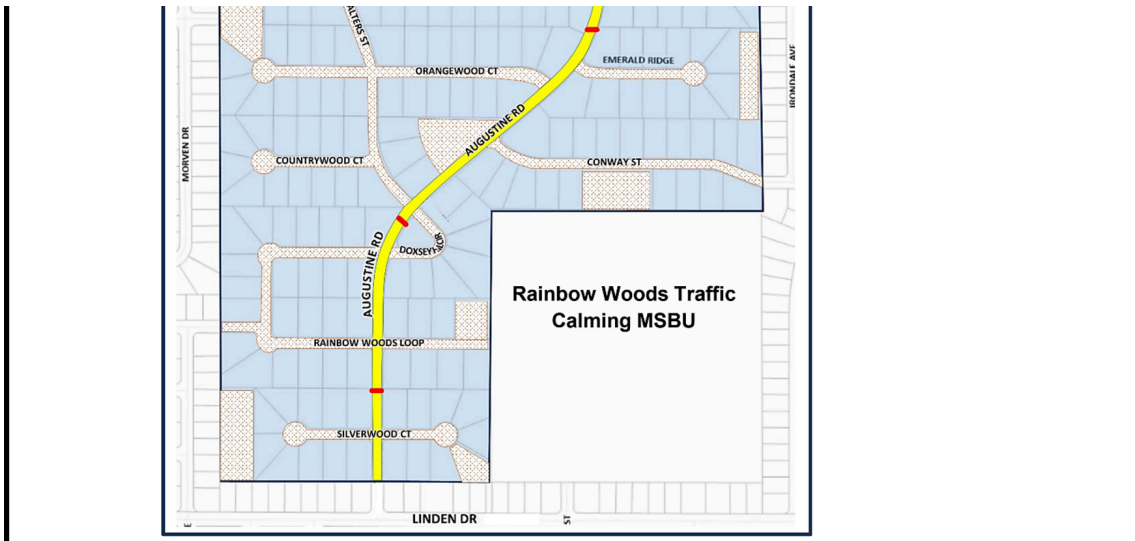 ALTERS ST
EMERALD RIDGE
ORANGEWOOD CT
IRONDALE AVE
AUGUSTINE RD
MORVEN DR
COUNTRYWOOD CT
CONWAY ST
AUGUSTINE RD
DOXSEY
Rainbow Woods Traffic
Calming MSBU
RAINBOW WOODS LOOP
SILVERWOOD CT
LINDEN DR
ST
E